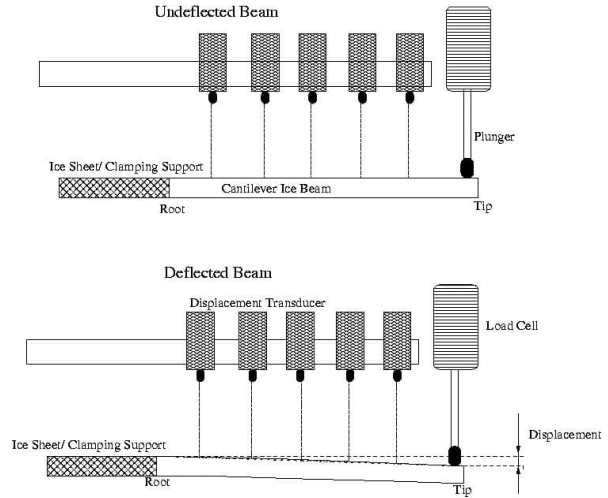 Undeflected Beam
Plunger
Ice Sheet/ Clamping Support
Cantilever Ice Beam
Root
Tip
Deflected Beam
Displacement Transducer
Load Cell
Displacement
Ice Sheet/ Clamping Support
Root
Tip